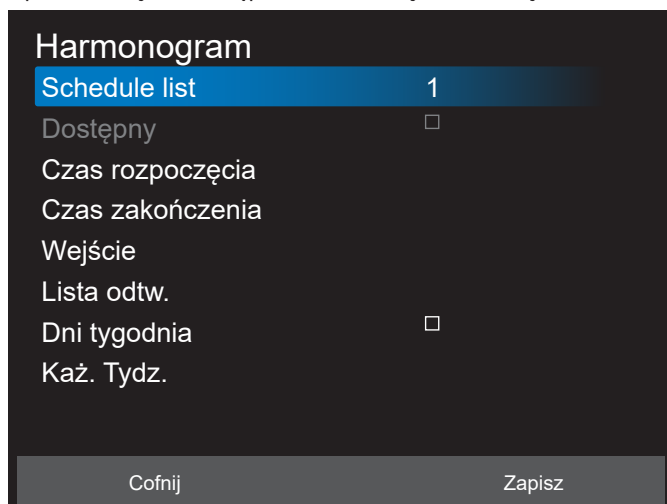 Harmonogram
Schedule list 1
Dostępny
Czas rozpoczęcia
Czas zakończenia
Wejście
Lista odtw.
Dni tygodnia
Każ. Tydz.
Cofnij Zapisz